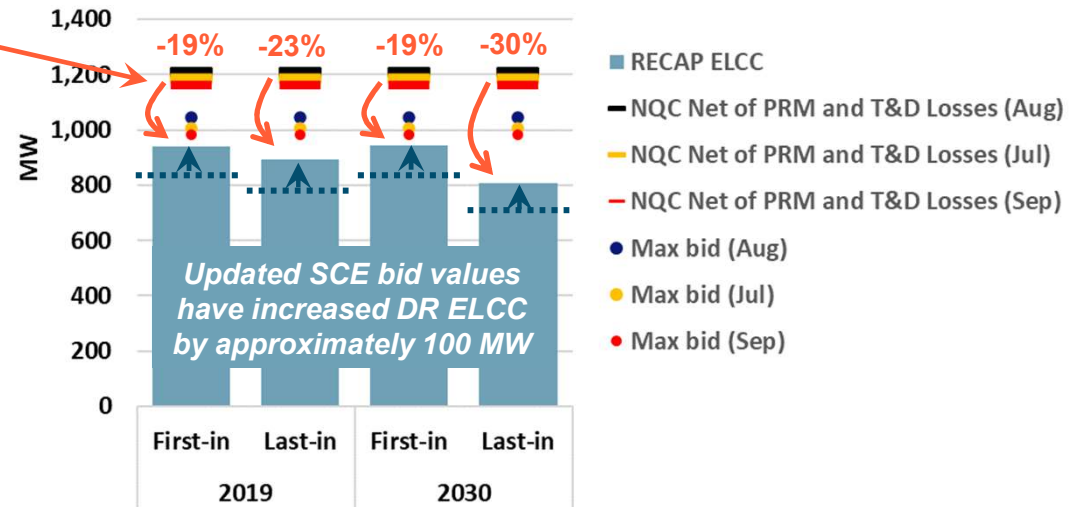 1,400
1,200
1,000
800
600
400
200
0
MW
-19%
-23%
-19%
-30%
Updated SCE bid values
have increased DR ELCC
by approximately 100 MW
First-in
Last-in
First-in
Last-in
2019
2030
RECAP ELCC
NQC Net of PRM and T&D Losses (Aug)
NQC Net of PRM and T&D Losses (Jul)
NQC Net of PRM and T&D Losses (Sep)
Max bid (Aug)
Max bid (Jul)
Max bid (Sep)